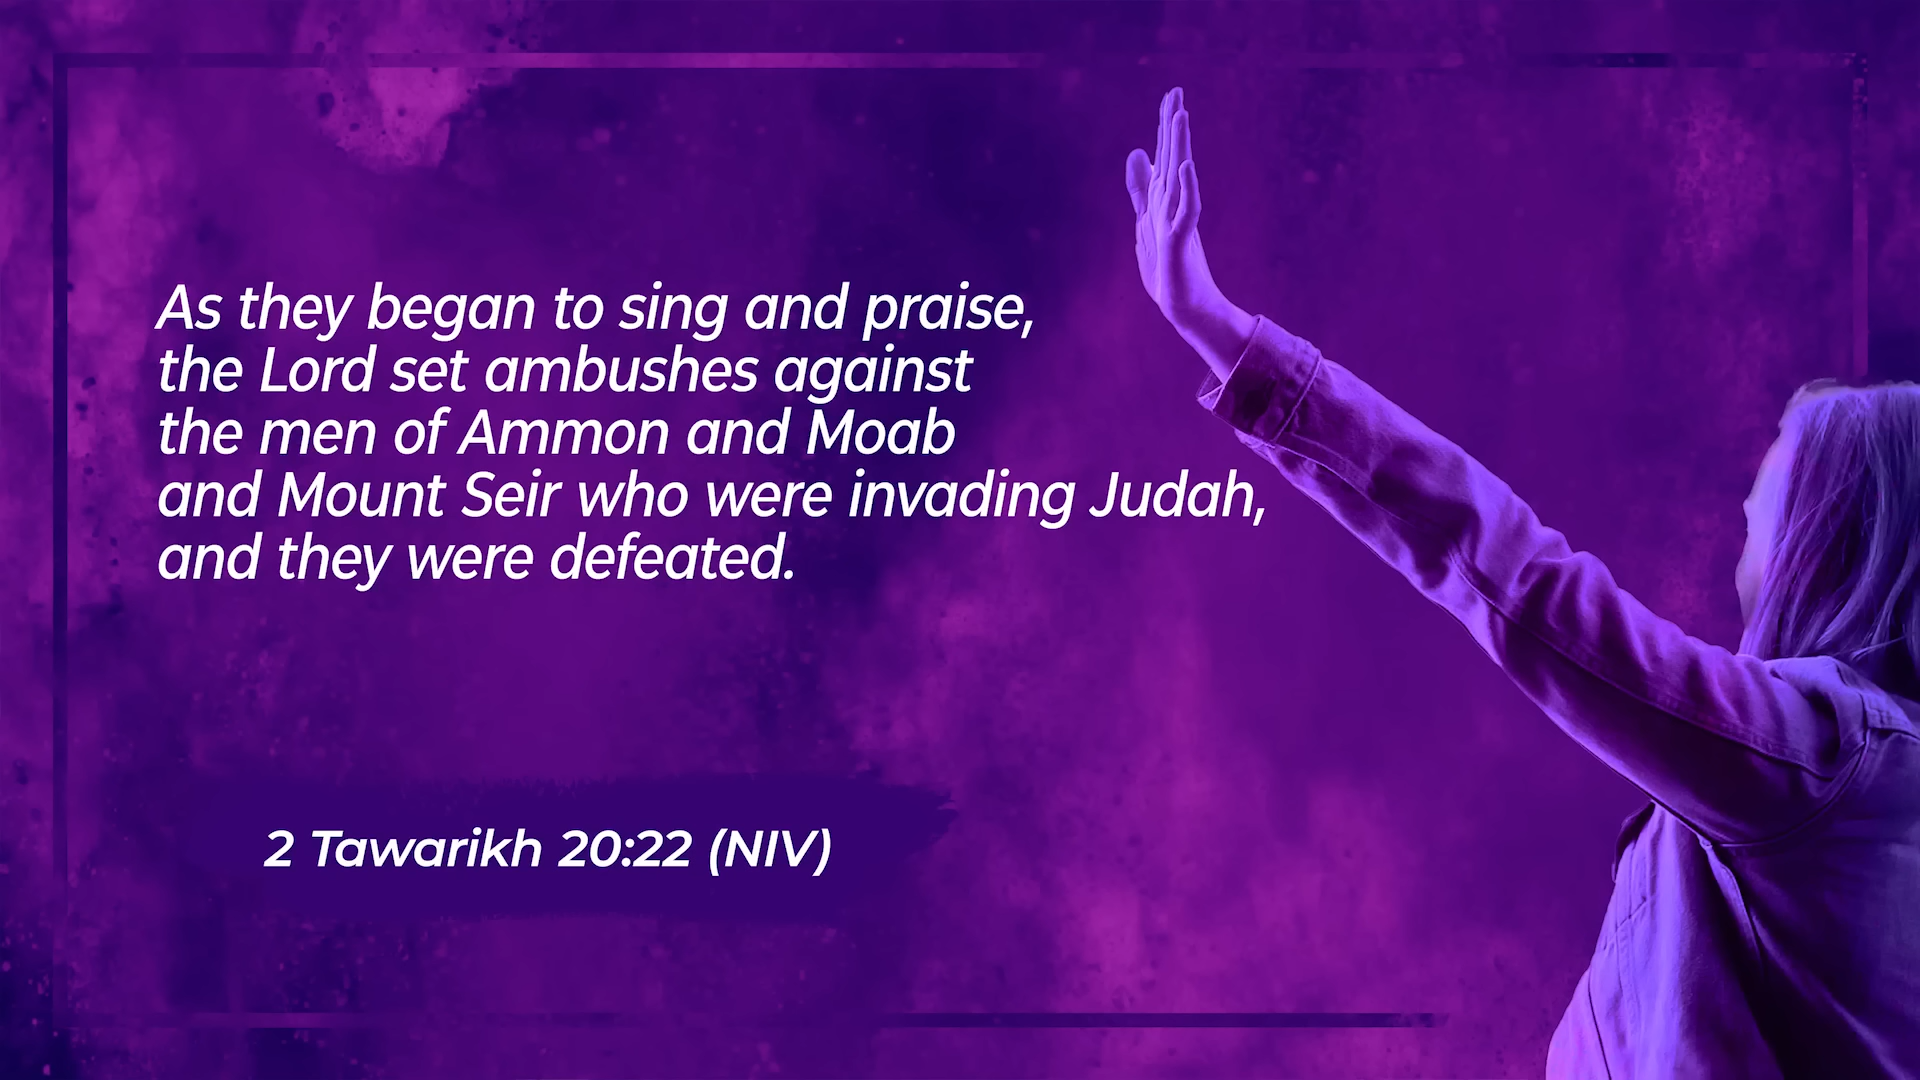 As they began to sing and praise,
the Lord set ambushes against
the men of Ammon and Moab
and Mount Seir who were invading Judah,
and they were defeated.
2 Tawarikh 20:22 (NIV)